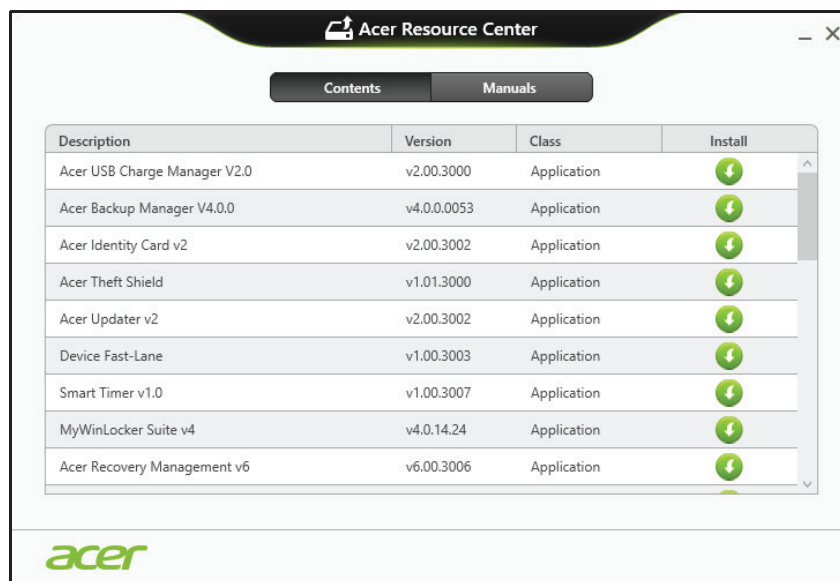 Acer Resource Center
Contents Manuals
Description Version Class Install
Acer USB Charge Manager V2.0 v2.00.3000 Application
Acer Backup Manager V4.0.0 v4.0.0.0053 Application
Acer Identity Card v2 v2.00.3002 Application
Acer Theft Shield v1.01.3000 Application
Acer Updater v2 v2.00.3002 Application
Device Fast-Lane v1.00.3003 Application
Smart Timer v1.0 v1.00.3007 Application
MyWinLocker Suite v4 v4.0.14.24 Application
Acer Recovery Management v6 v6.00.3006 Application
acer